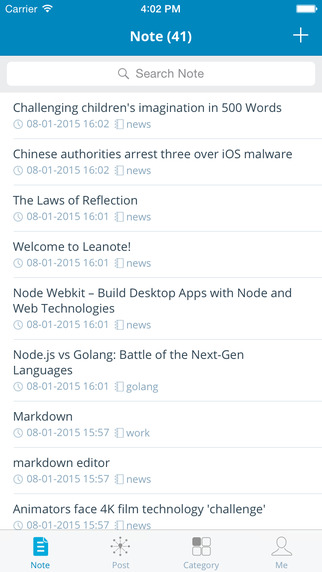 Carrier 4:02 PM
Note (41)
Search Note
Challenging children's imagination in 500 Words
08-01-2015 16:02 news
Chinese authorities arrest three over iOS malware
08-01-2015 16:02 news
The Laws of Reflection
08-01-2015 16:01 news
Welcome to Leanote!
08-01-2015 16:01 news
Node Webkit – Build Desktop Apps with Node and
Web Technologies
08-01-2015 16:01 news
Node.js vs Golang: Battle of the Next-Gen
Languages
08-01-2015 16:01 golang
Markdown
08-01-2015 15:57 work
markdown editor
08-01-2015 15:57 news
Animators face 4K film technology 'challenge'
08-01-2015 15:57 news
Note Post Category Me